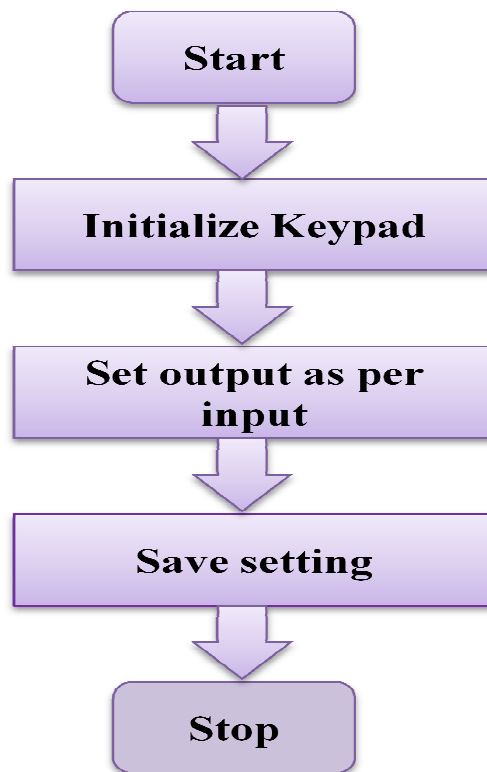 Start
Initialize Keypad
Set output as per
input
Save setting
Stop